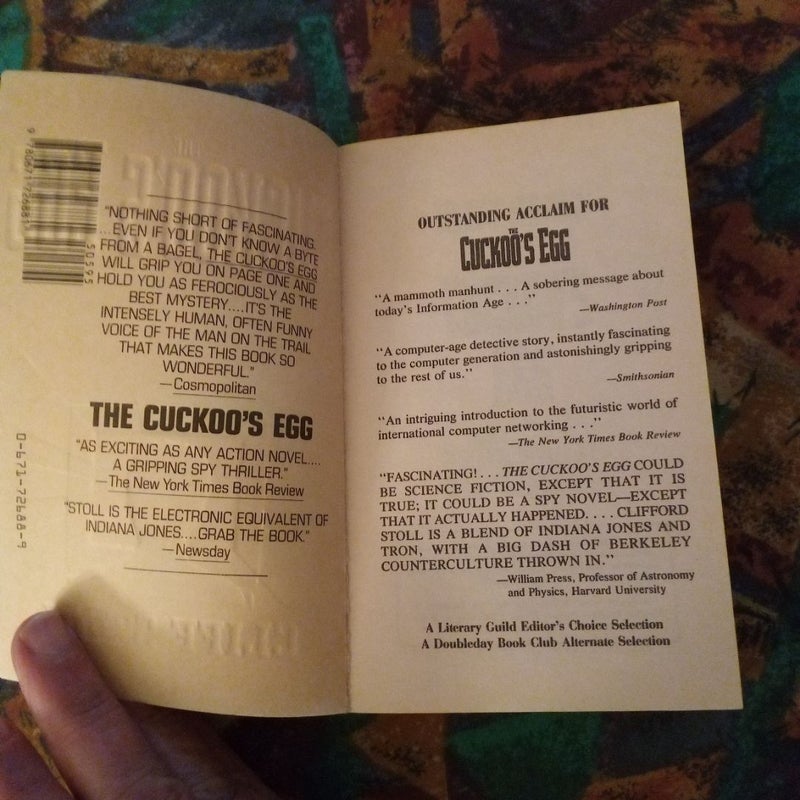 9 780671 726881
50595
"NOTHING SHORT OF FASCINATING.
...EVEN IF YOU DON'T KNOW A BYTE
FROM A BAGEL, THE CUCKOO'S EGG
WILL GRIP YOU ON PAGE ONE AND
HOLD YOU AS FEROCIOUSLY AS THE
BEST MYSTERY....IT'S THE
INTENSELY HUMAN, OFTEN FUNNY
VOICE OF THE MAN ON THE TRAIL
THAT MAKES THIS BOOK SO
WONDERFUL."
—Cosmopolitan
THE CUCKOO'S EGG
"AS EXCITING AS ANY ACTION NOVEL....
A GRIPPING SPY THRILLER."
—The New York Times Book Review
"STOLL IS THE ELECTRONIC EQUIVALENT OF
INDIANA JONES....GRAB THE BOOK."
—Newsday
0-671-72688-9
OUTSTANDING ACCLAIM FOR
THE
CUCKOO'S EGG
"A mammoth manhunt . . . A sobering message about
today's Information Age . . ."
—Washington Post
"A computer-age detective story, instantly fascinating
to the computer generation and astonishingly gripping
to the rest of us."
—Smithsonian
"An intriguing introduction to the futuristic world of
international computer networking . . ."
—The New York Times Book Review
"FASCINATING! . . . THE CUCKOO'S EGG COULD
BE SCIENCE FICTION, EXCEPT THAT IT IS
TRUE; IT COULD BE A SPY NOVEL—EXCEPT
THAT IT ACTUALLY HAPPENED. . . . CLIFFORD
STOLL IS A BLEND OF INDIANA JONES AND
TRON, WITH A BIG DASH OF BERKELEY
COUNTERCULTURE THROWN IN."
—William Press, Professor of Astronomy
and Physics, Harvard University
A Literary Guild Editor's Choice Selection
A Doubleday Book Club Alternate Selection